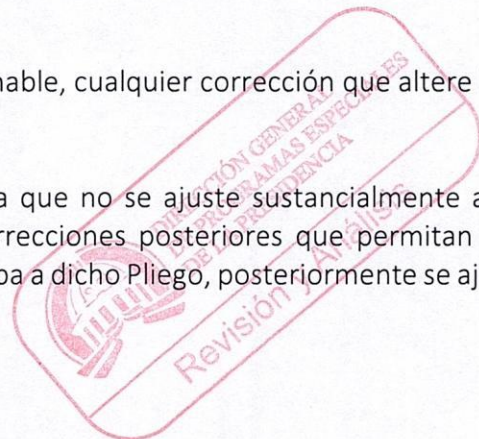 nable, cualquier corrección que altere
a que no se ajuste sustancialmente a
rrecciones posteriores que permitan
ba a dicho Pliego, posteriormente se aj
DIRECCIÓN GENERAL
DE PROGRAMAS ESPECIALES
DE LA PRESIDENCIA
Revisión y Análisis